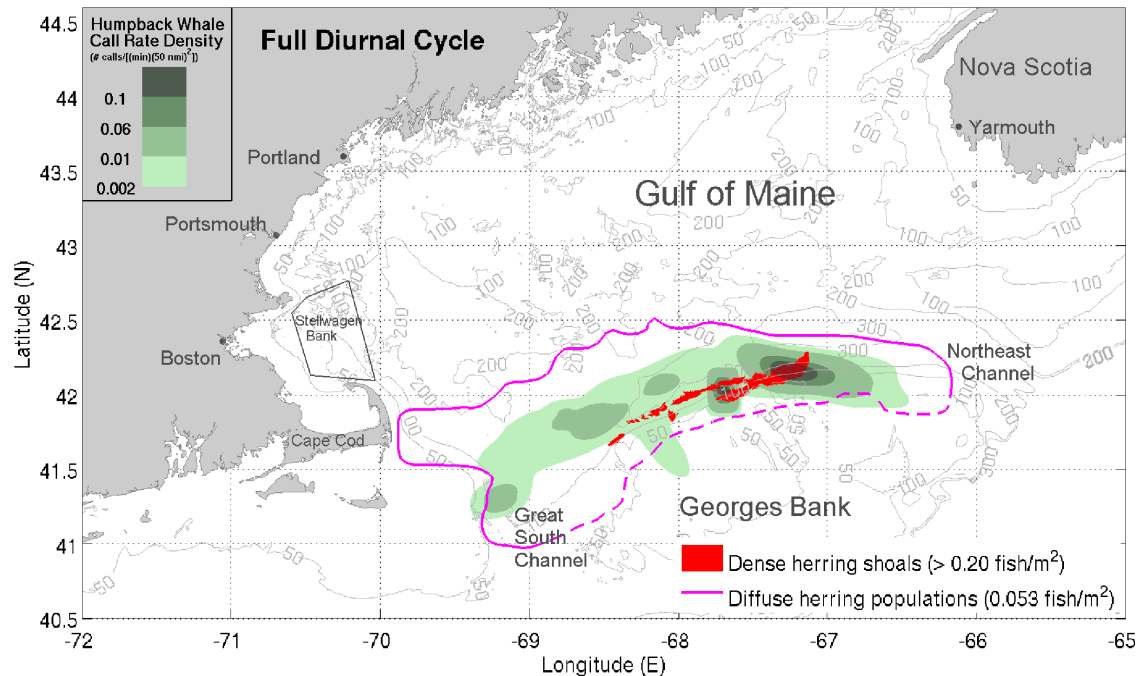 Humpback Whale
Call Rate Density
(# calls/[(min)(50 nmi)²])
0.1
0.06
0.01
0.002
Full Diurnal Cycle
Nova Scotia
Yarmouth
Portland
Gulf of Maine
Portsmouth
Stellwagen
Bank
Boston
Northeast
Channel
Cape Cod
Great
South
Channel
Georges Bank
Dense herring shoals (> 0.20 fish/m²)
Diffuse herring populations (0.053 fish/m²)
Latitude (N)
44.5
44
43.5
43
42.5
42
41.5
41
40.5
-72
-71
-70
-69
-68
-67
-66
-65
Longitude (E)